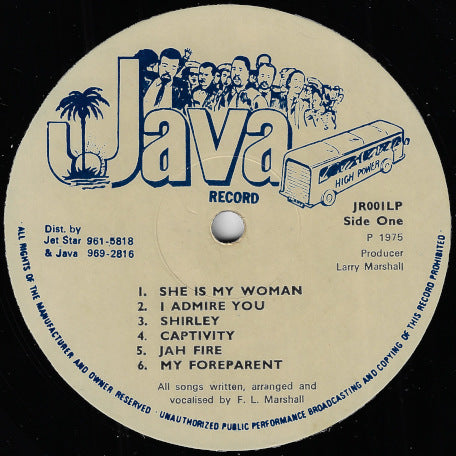 Java
RECORD
HIGH POWER
JR001LP
Side One
P 1975
Producer
Larry Marshall
Dist. by
Jet Star 961-5818
& Java 969-2816
1. SHE IS MY WOMAN
2. I ADMIRE YOU
3. SHIRLEY
4. CAPTIVITY
5. JAH FIRE
6. MY FOREPARENT
All songs written, arranged and
vocalised by F. L. Marshall
· ALL RIGHTS OF THE MANUFACTURER AND OWNER RESERVED · UNAUTHORIZED PUBLIC PERFORMANCE BROADCASTING AND COPYING OF THIS RECORD PROHIBITED ·